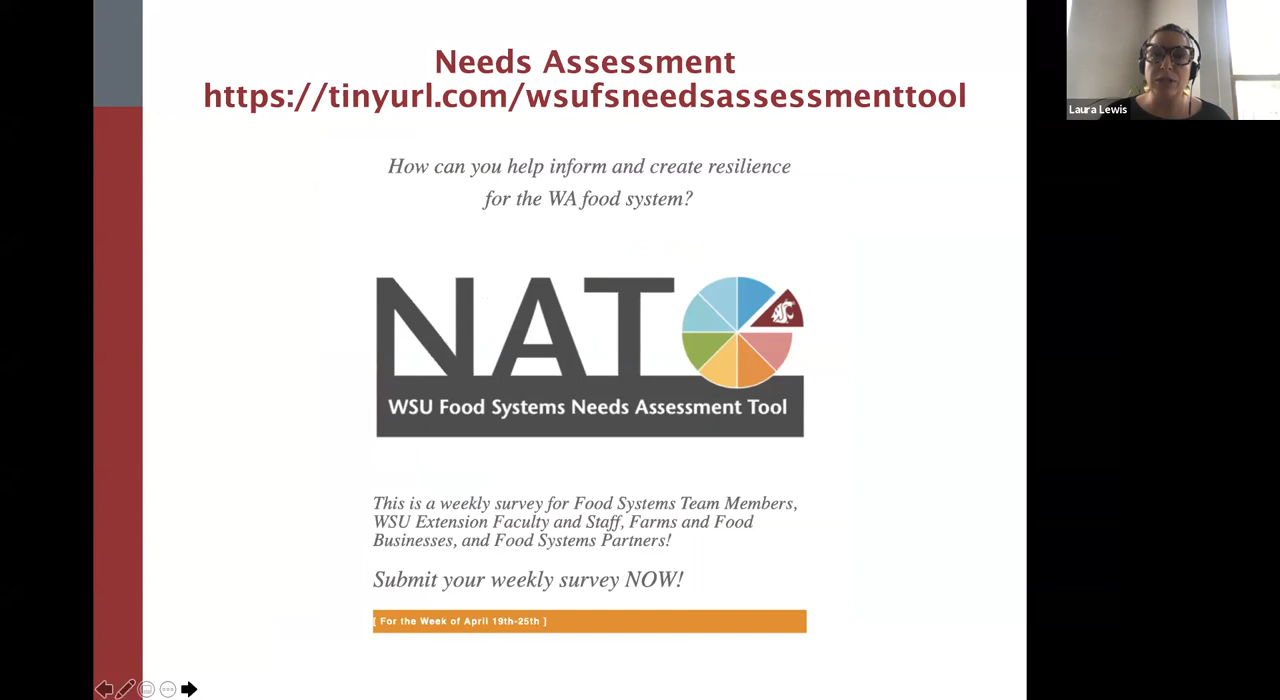 Needs Assessment
https://tinyurl.com/wsufsneedsassessmenttool
Laura Lewis
How can you help inform and create resilience
for the WA food system?
NAT
WSU Food Systems Needs Assessment Tool
This is a weekly survey for Food Systems Team Members,
WSU Extension Faculty and Staff, Farms and Food
Businesses, and Food Systems Partners!
Submit your weekly survey NOW!
[ For the Week of April 19th-25th ]